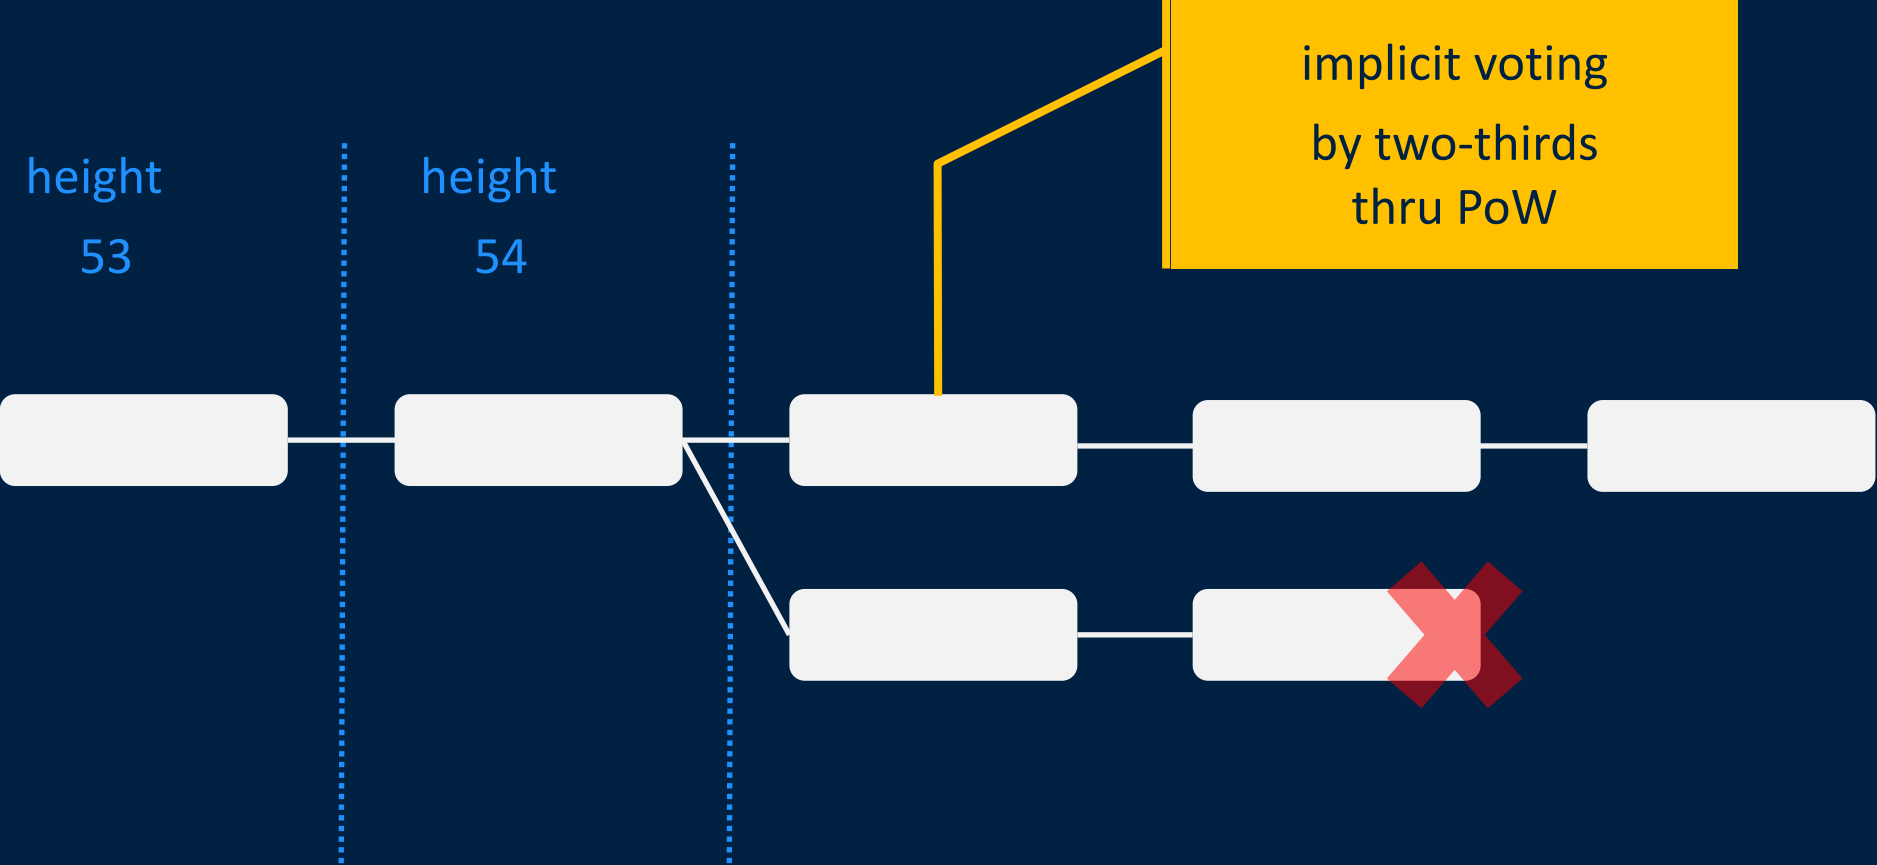 implicit voting
by two-thirds
thru PoW
height
53
height
54